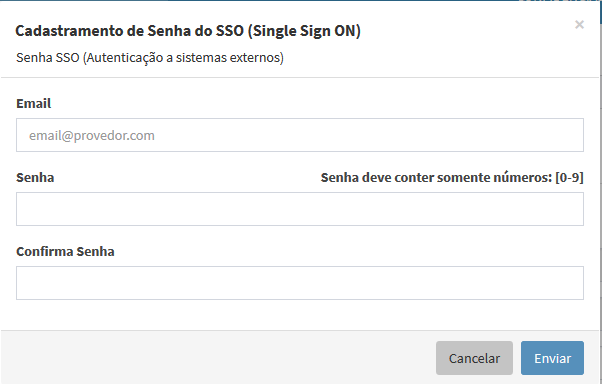 Cadastramento de Senha do SSO (Single Sign ON)
×
Senha SSO (Autenticação a sistemas externos)
Email
email@provedor.com
Senha
Senha deve conter somente números: [0-9]
Confirma Senha
Cancelar
Enviar